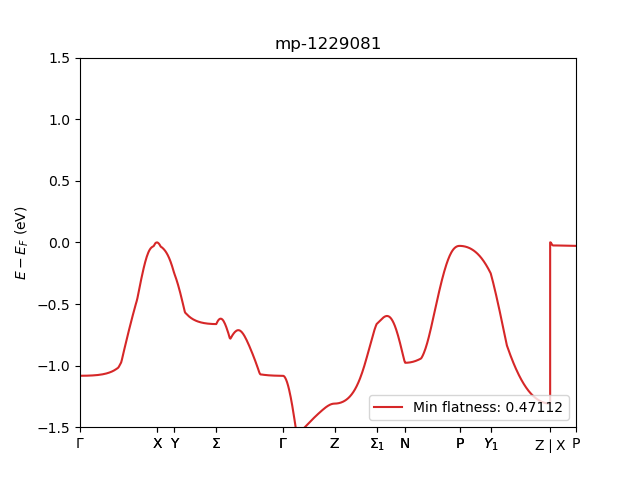 mp-1229081
E − E_F (eV)
1.5
1.0
0.5
0.0
−0.5
−1.0
−1.5
Min flatness: 0.47112
Γ X Y Σ Γ Z Σ₁ N P Y₁ Z | X P